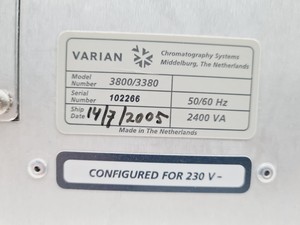 VARIAN
Chromatography Systems
Middelburg, The Netherlands
Model Number 3800/3380
Serial Number 102266 50/60 Hz
Ship Date 14/7/2005 2400 VA
Made in The Netherlands
CONFIGURED FOR 230 V~